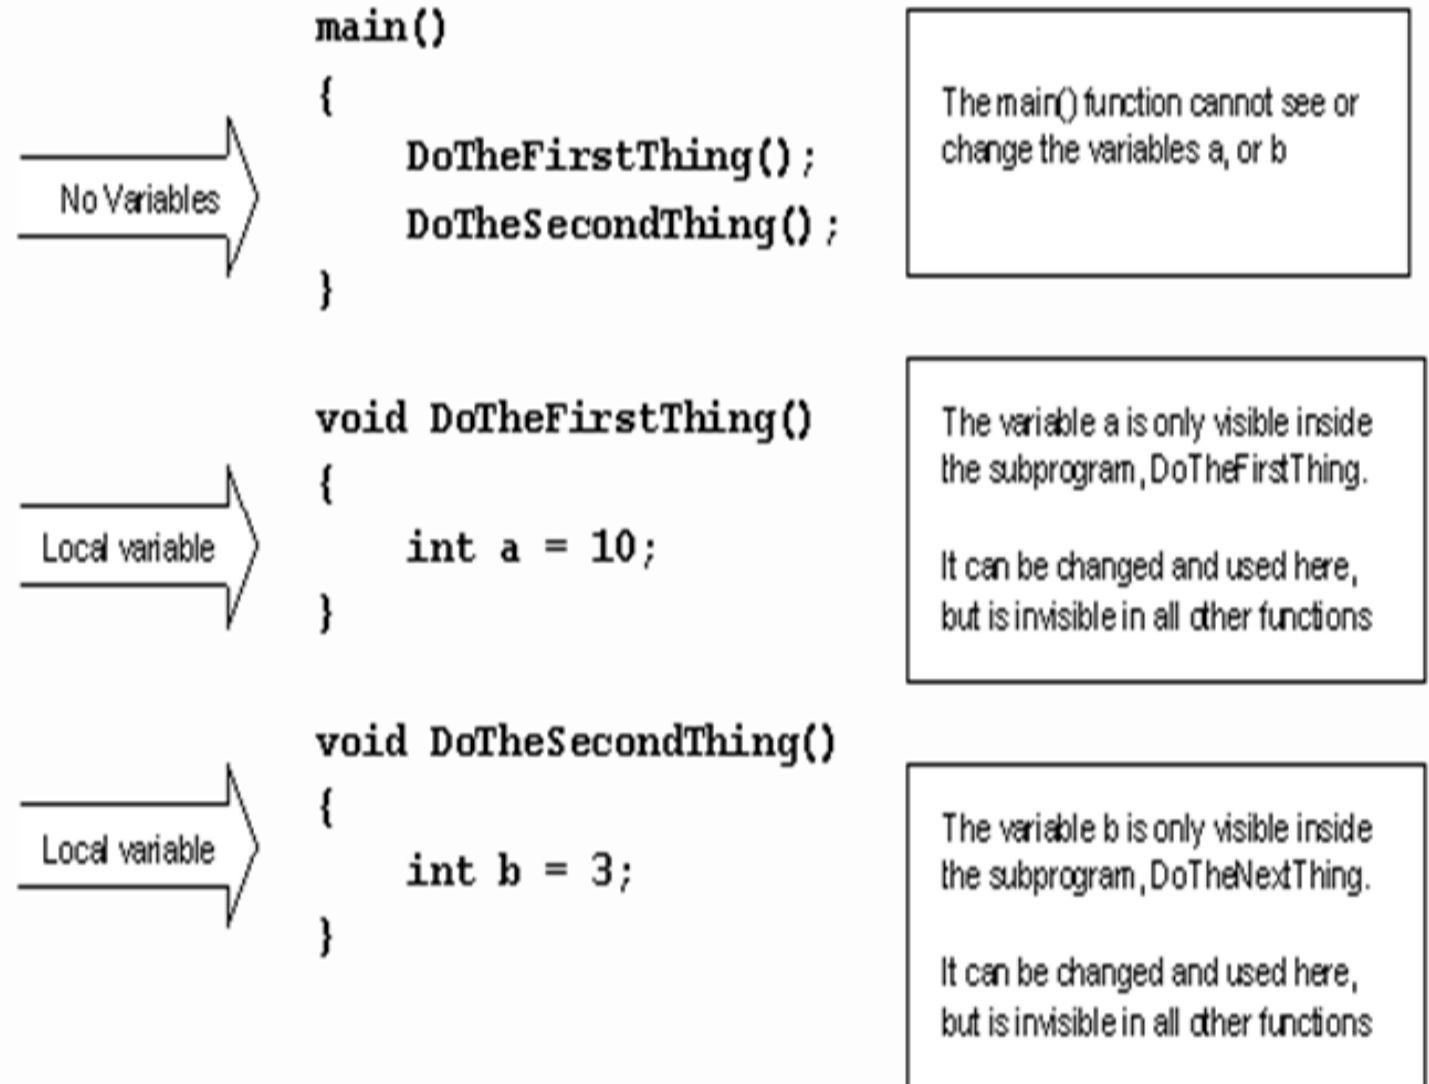 main()
{
DoTheFirstThing();
DoTheSecondThing();
}
No Variables
The main() function cannot see or
change the variables a, or b
void DoTheFirstThing()
{
int a = 10;
}
Local variable
The variable a is only visible inside
the subprogram, DoTheFirstThing.
It can be changed and used here,
but is invisible in all other functions
void DoTheSecondThing()
{
int b = 3;
}
Local variable
The variable b is only visible inside
the subprogram, DoTheNextThing.
It can be changed and used here,
but is invisible in all other functions